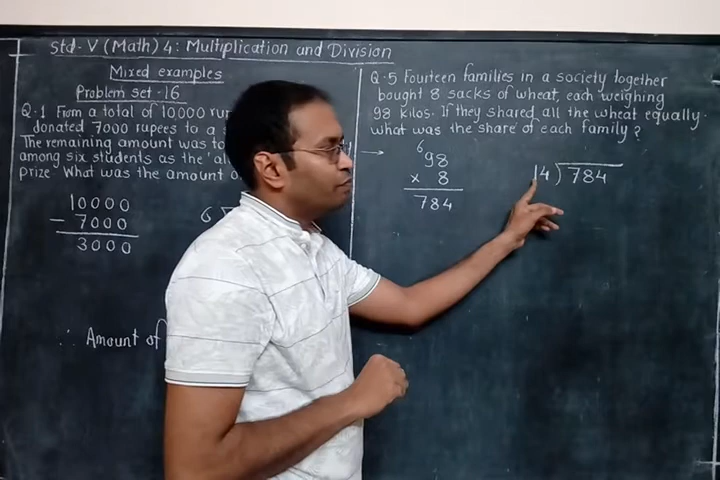 Std-V (Math) 4: Multiplication and Division
Mixed examples
Problem set-16
Q.1 From a total of 10000
donated 7000 rupees to a
The remaining amount was to
among six students as the
prize. What was the amount
10000
- 7000
3000
6
∴ Amount of
Q.5 Fourteen families in a society together
bought 8 sacks of wheat, each weighing
98 kilos. If they shared all the wheat equally.
what was the share of each family?
→
6
98
× 8
784
14) 784